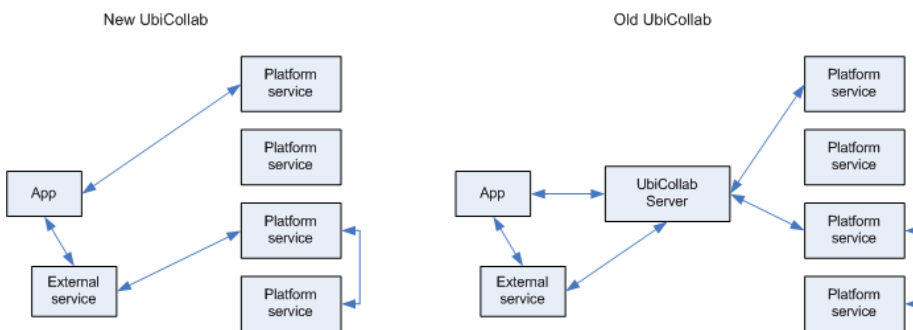 New UbiCollab
Old UbiCollab
Platform
service
Platform
service
App
Platform
service
External
service
Platform
service
Platform
service
Platform
service
App
UbiCollab
Server
Platform
service
External
service
Platform
service